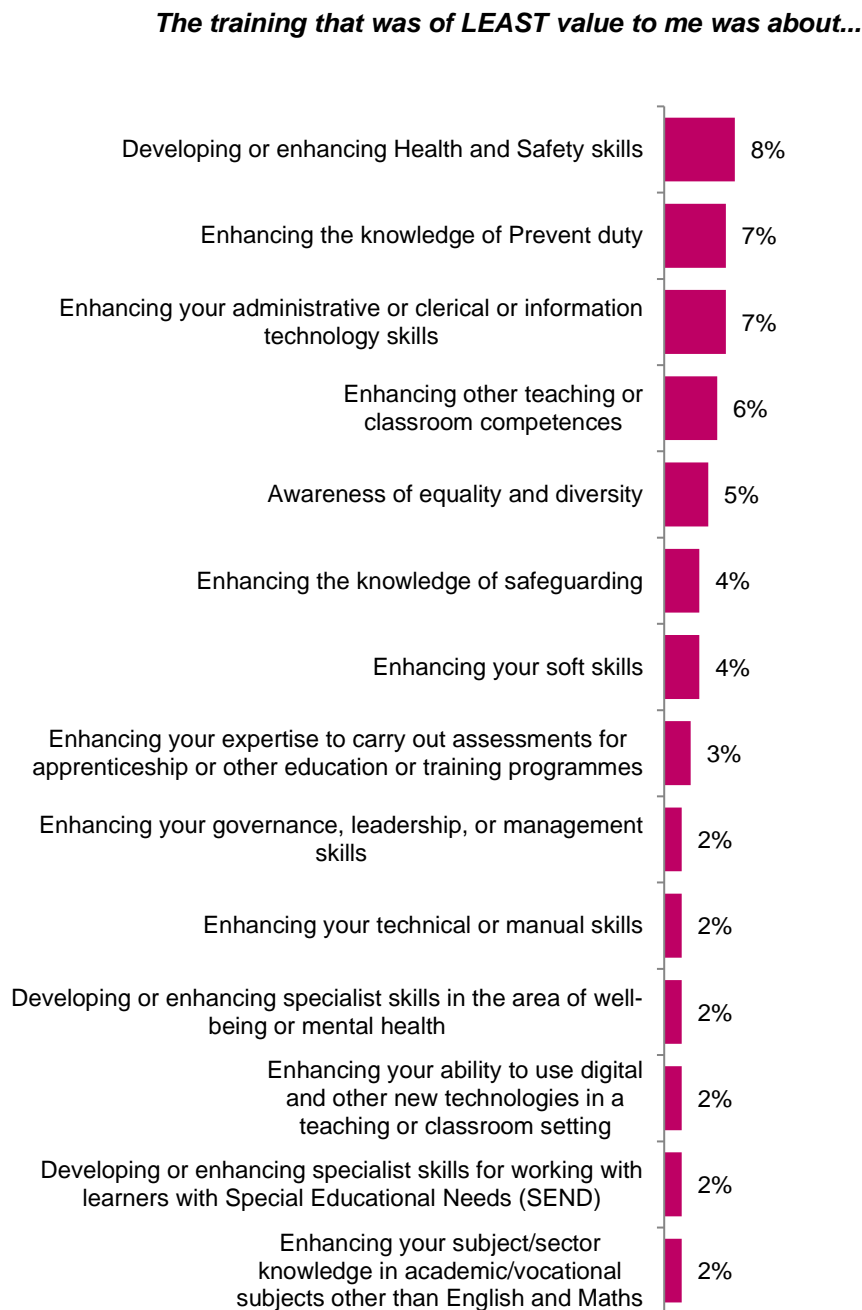 The training that was of LEAST value to me was about...
Developing or enhancing Health and Safety skills
8%
Enhancing the knowledge of Prevent duty
7%
Enhancing your administrative or clerical or information
technology skills
7%
Enhancing other teaching or
classroom competences
6%
Awareness of equality and diversity
5%
Enhancing the knowledge of safeguarding
4%
Enhancing your soft skills
4%
Enhancing your expertise to carry out assessments for
apprenticeship or other education or training programmes
3%
Enhancing your governance, leadership, or management
skills
2%
Enhancing your technical or manual skills
2%
Developing or enhancing specialist skills in the area of well-
being or mental health
2%
Enhancing your ability to use digital
and other new technologies in a
teaching or classroom setting
2%
Developing or enhancing specialist skills for working with
learners with Special Educational Needs (SEND)
2%
Enhancing your subject/sector
knowledge in academic/vocational
subjects other than English and Maths
2%